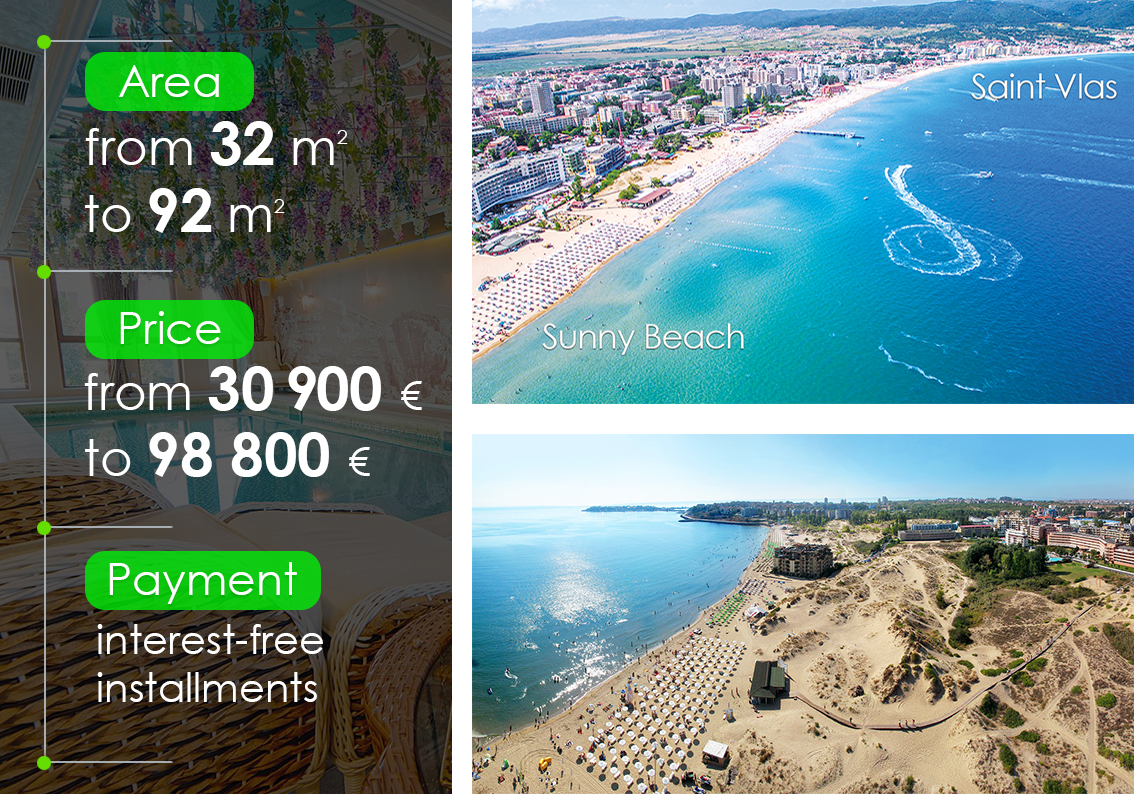 Area
from 32 m²
to 92 m²
Price
from 30 900 €
to 98 800 €
Payment
interest-free
installments
Saint Vlas
Sunny Beach